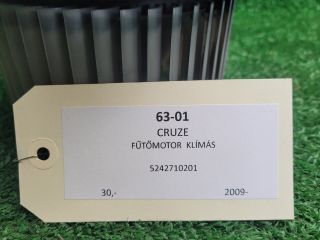 63-01
CRUZE
FŰTŐMOTOR KLÍMÁS
5242710201
30,- 2009-